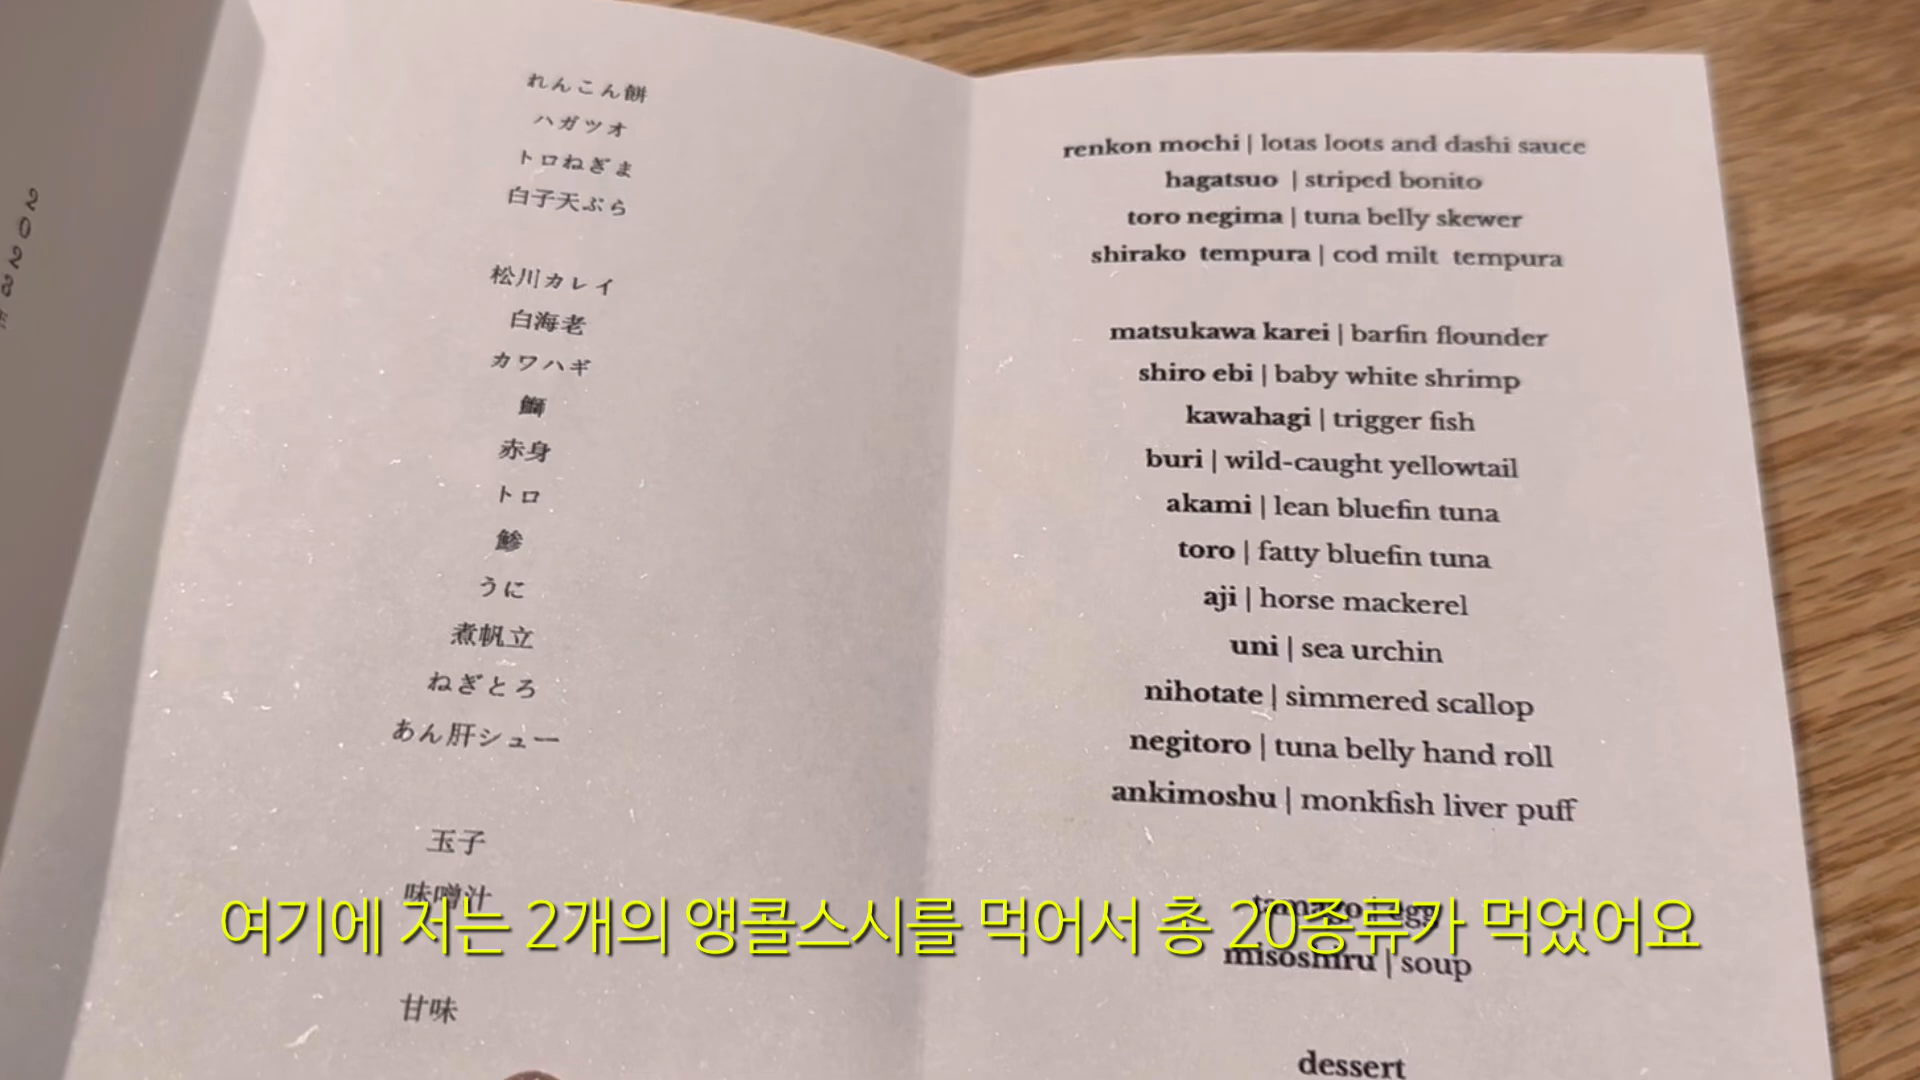 れんこん餅
ハガツオ
トロねぎま
白子天ぷら
松川カレイ
白海老
カワハギ
鰤
赤身
トロ
鯵
うに
煮帆立
ねぎとろ
あん肝シュー
玉子
味噌汁
甘味
renkon mochi | lotas loots and dashi sauce
hagatsuo | striped bonito
toro negima | tuna belly skewer
shirako tempura | cod milt tempura
matsukawa karei | barfin flounder
shiro ebi | baby white shrimp
kawahagi | trigger fish
buri | wild-caught yellowtail
akami | lean bluefin tuna
toro | fatty bluefin tuna
aji | horse mackerel
uni | sea urchin
nihotate | simmered scallop
negitoro | tuna belly hand roll
ankimoshu | monkfish liver puff
tamago | egg
misoshiru | soup
dessert
여기에 저는 2개의 앵콜스시를 먹어서 총 20종류가 먹었어요